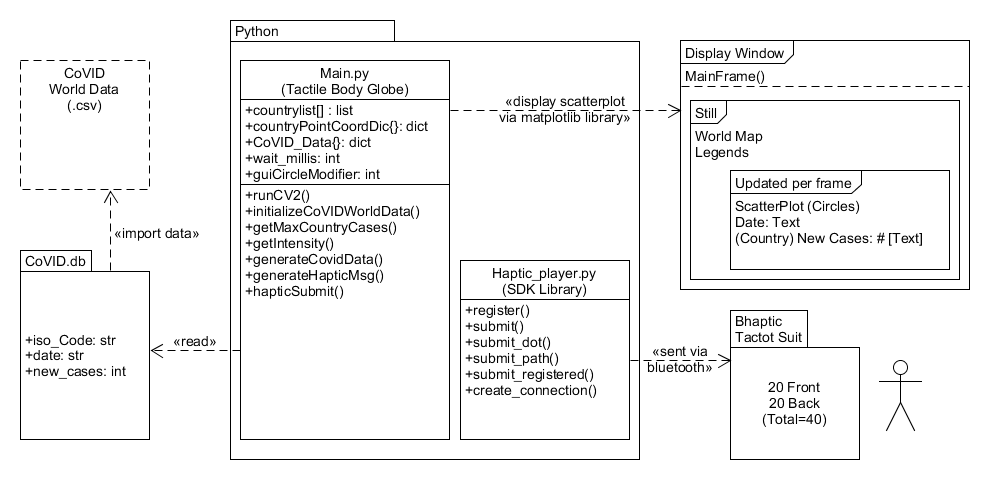 CoVID
World Data
(.csv)
«import data»
CoVID.db
+iso_Code: str
+date: str
+new_cases: int
«read»
Python
Main.py
(Tactile Body Globe)
+countrylist[] : list
+countryPointCoordDic{}: dict
+CoVID_Data{}: dict
+wait_millis: int
+guiCircleModifier: int
+runCV2()
+initializeCoVIDWorldData()
+getMaxCountryCases()
+getIntensity()
+generateCovidData()
+generateHapticMsg()
+hapticSubmit()
Haptic_player.py
(SDK Library)
+register()
+submit()
+submit_dot()
+submit_path()
+submit_registered()
+create_connection()
«display scatterplot
via matplotlib library»
Display Window
MainFrame()
Still
World Map
Legends
Updated per frame
ScatterPlot (Circles)
Date: Text
(Country) New Cases: # [Text]
«sent via
bluetooth»
Bhaptic
Tactot Suit
20 Front
20 Back
(Total=40)